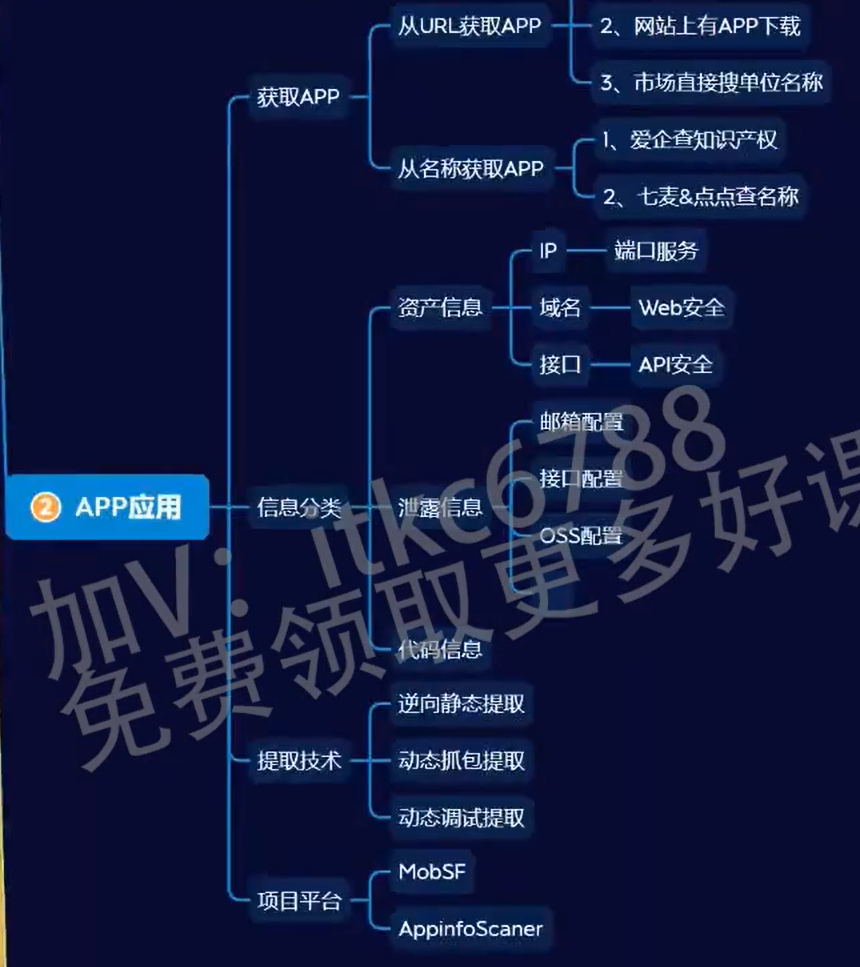 从URL获取APP
2、网站上有APP下载
3、市场直接搜单位名称
获取APP
从名称获取APP
1、爱企查知识产权
2、七麦&点点查名称
资产信息
IP
端口服务
域名
Web安全
接口
API安全
② APP应用
信息分类
泄露信息
邮箱配置
接口配置
OSS配置
代码信息
提取技术
逆向静态提取
动态抓包提取
动态调试提取
项目平台
MobSF
AppinfoScaner
加V：itkc6788
免费领取更多好课